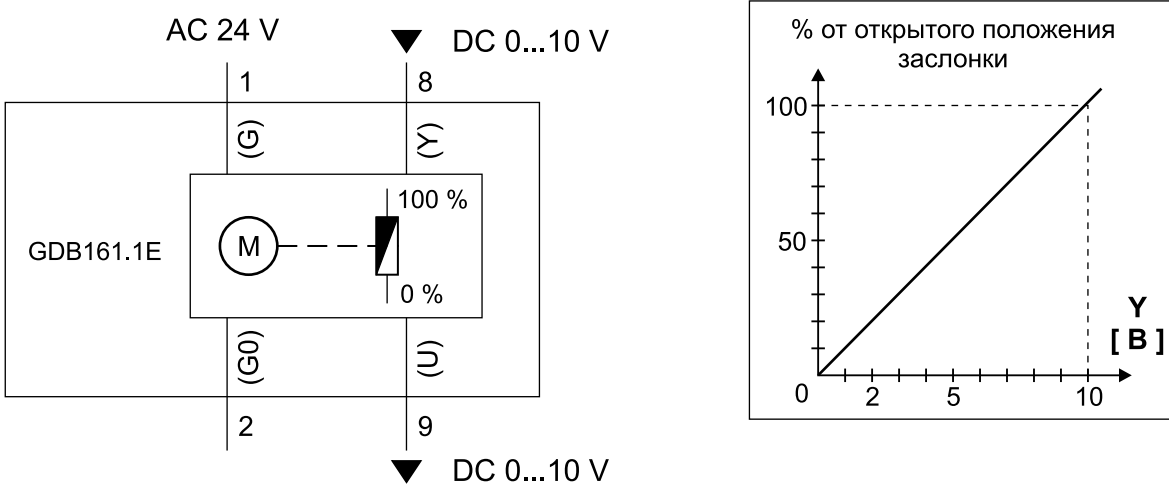 AC 24 V
DC 0...10 V
1
8
(G)
(Y)
100 %
GDB161.1E
M
0 %
(G0)
(U)
2
9
DC 0...10 V
% от открытого положения
заслонки
100
50
Y
[ В ]
0
2
5
10